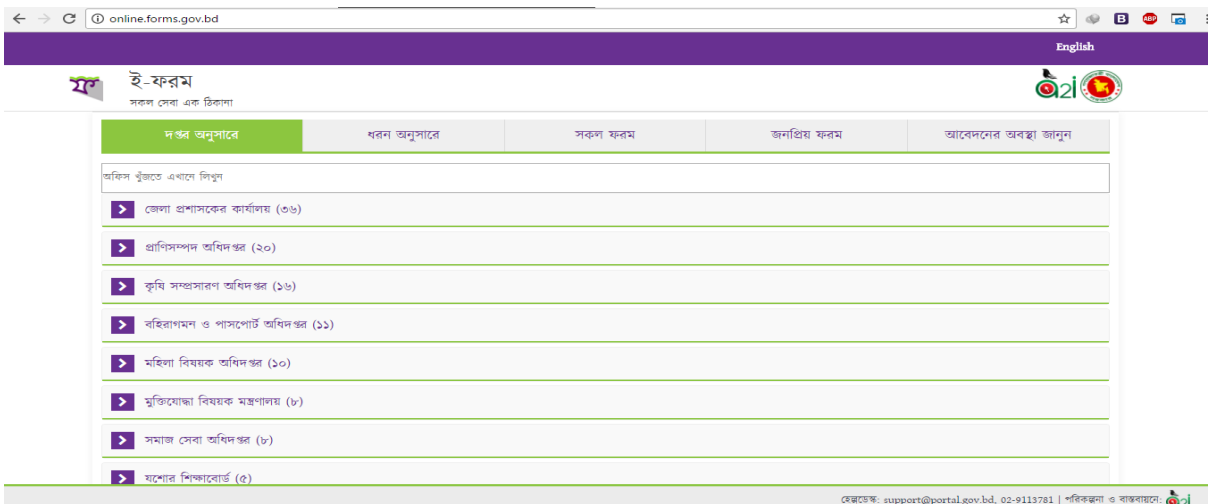 online.forms.gov.bd
English
ই-ফরম
সকল সেবা এক ঠিকানা
a2i
দপ্তর অনুসারে ধরন অনুসারে সকল ফরম জনপ্রিয় ফরম আবেদনের অবস্থা জানুন
অফিস খুঁজতে এখানে লিখুন
জেলা প্রশাসকের কার্যালয় (৩৬)
প্রাণিসম্পদ অধিদপ্তর (২০)
কৃষি সম্প্রসারণ অধিদপ্তর (১৬)
বহিরাগমন ও পাসপোর্ট অধিদপ্তর (১১)
মহিলা বিষয়ক অধিদপ্তর (১০)
মুক্তিযোদ্ধা বিষয়ক মন্ত্রণালয় (৮)
সমাজ সেবা অধিদপ্তর (৮)
যশোর শিক্ষাবোর্ড (৫)
হেল্পডেস্ক: support@portal.gov.bd, 02-9113781 | পরিকল্পনা ও বাস্তবায়নে: a2i